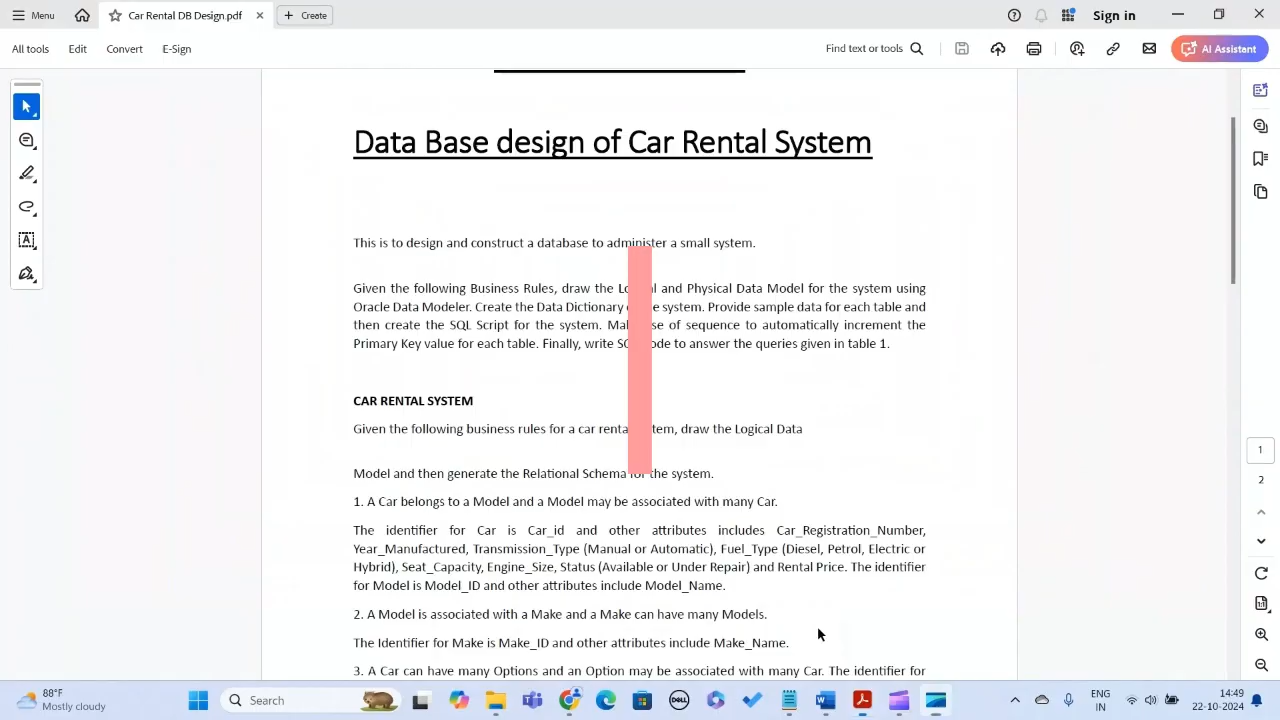 Menu
Car Rental DB Design.pdf
Create
Sign in
All tools
Edit
Convert
E-Sign
Find text or tools
AI Assistant
Data Base design of Car Rental System
This is to design and construct a database to administer a small system.
Given the following Business Rules, draw the and Physical Data Model for the system using
Oracle Data Modeler. Create the Data Dictionary system. Provide sample data for each table and
then create the SQL Script for the system. of sequence to automatically increment the
Primary Key value for each table. Finally, write to answer the queries given in table 1.
CAR RENTAL SYSTEM
Given the following business rules for a car draw the Logical Data
Model and then generate the Relational Schema the system.
1. A Car belongs to a Model and a Model may be associated with many Car.
The identifier for Car is Car_id and other attributes includes Car_Registration_Number,
Year_Manufactured, Transmission_Type (Manual or Automatic), Fuel_Type (Diesel, Petrol, Electric or
Hybrid), Seat_Capacity, Engine_Size, Status (Available or Under Repair) and Rental Price. The identifier
for Model is Model_ID and other attributes include Model_Name.
2. A Model is associated with a Make and a Make can have many Models.
The Identifier for Make is Make_ID and other attributes include Make_Name.
3. A Car can have many Options and an Option may be associated with many Car. The identifier for
1
2
88°F
Mostly cloudy
Search
DELL
ENG
IN
14:49
22-10-2024